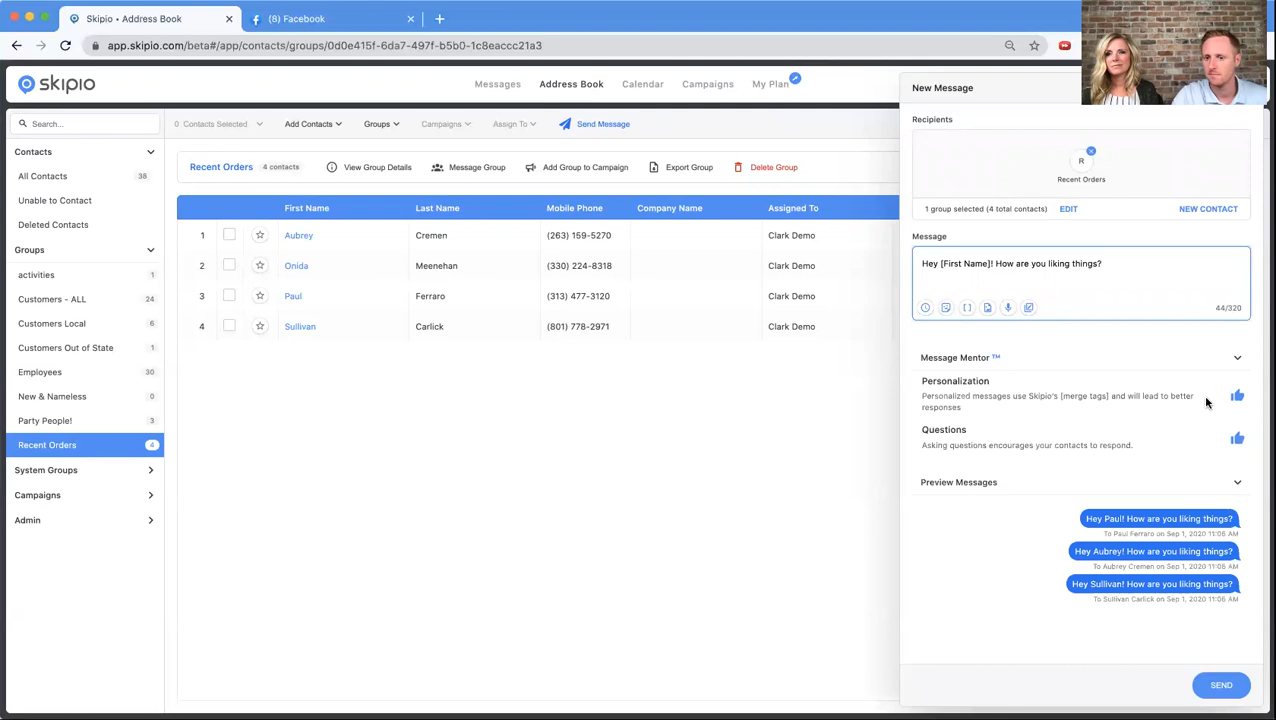 Skipio • Address Book
(8) Facebook
app.skipio.com/beta#/app/contacts/groups/0d0e415f-6da7-497f-b5b0-1c8eaccc21a3
skipio
Messages
Address Book
Calendar
Campaigns
My Plan
Search...
0 Contacts Selected
Add Contacts
Groups
Campaigns
Assign To
Send Message
Contacts
All Contacts 38
Unable to Contact
Deleted Contacts
Groups
activities 1
Customers - ALL 24
Customers Local 6
Customers Out of State 1
Employees 30
New & Nameless 0
Party People! 3
Recent Orders 4
System Groups
Campaigns
Admin
Recent Orders 4 contacts
View Group Details
Message Group
Add Group to Campaign
Export Group
Delete Group
First Name Last Name Mobile Phone Company Name Assigned To
1 Aubrey Cremen (263) 159-5270 Clark Demo
2 Onida Meenehan (330) 224-8318 Clark Demo
3 Paul Ferraro (313) 477-3120 Clark Demo
4 Sullivan Carlick (801) 778-2971 Clark Demo
New Message
Recipients
R
Recent Orders
1 group selected (4 total contacts) EDIT NEW CONTACT
Message
Hey [First Name]! How are you liking things?
44/320
Message Mentor ™
Personalization
Personalized messages use Skipio's [merge tags] and will lead to better
responses
Questions
Asking questions encourages your contacts to respond.
Preview Messages
Hey Paul! How are you liking things?
To Paul Ferraro on Sep 1, 2020 11:05 AM
Hey Aubrey! How are you liking things?
To Aubrey Cremen on Sep 1, 2020 11:05 AM
Hey Sullivan! How are you liking things?
To Sullivan Carlick on Sep 1, 2020 11:05 AM
SEND